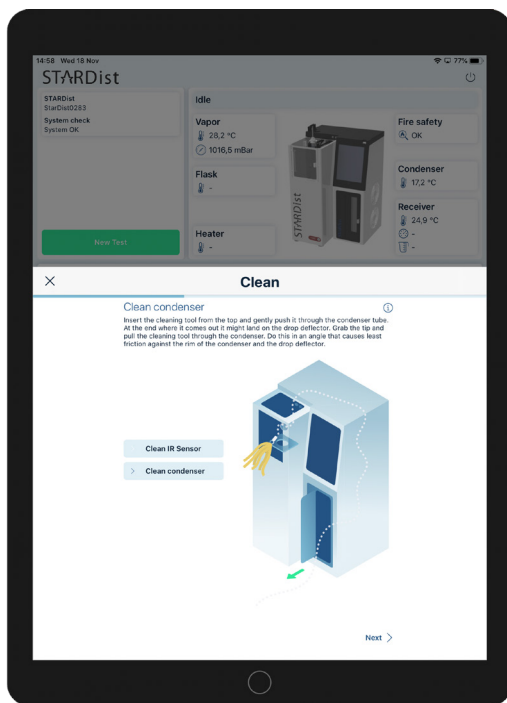 14:58 Wed 18 Nov
77%
STARDist
STARDist
StarDist0283
System check
System OK
New Test
Idle
Vapor
28,2 °C
1016,5 mBar
Flask
-
Heater
-
STARDist
Fire safety
OK
Condenser
17,2 °C
Receiver
24,9 °C
-
-
Clean
Clean condenser
Insert the cleaning tool from the top and gently push it through the condenser tube.
At the end where it comes out it might land on the drop deflector. Grab the tip and
pull the cleaning tool through the condenser. Do this in an angle that causes least
friction against the rim of the condenser and the drop deflector.
Clean IR Sensor
Clean condenser
Next